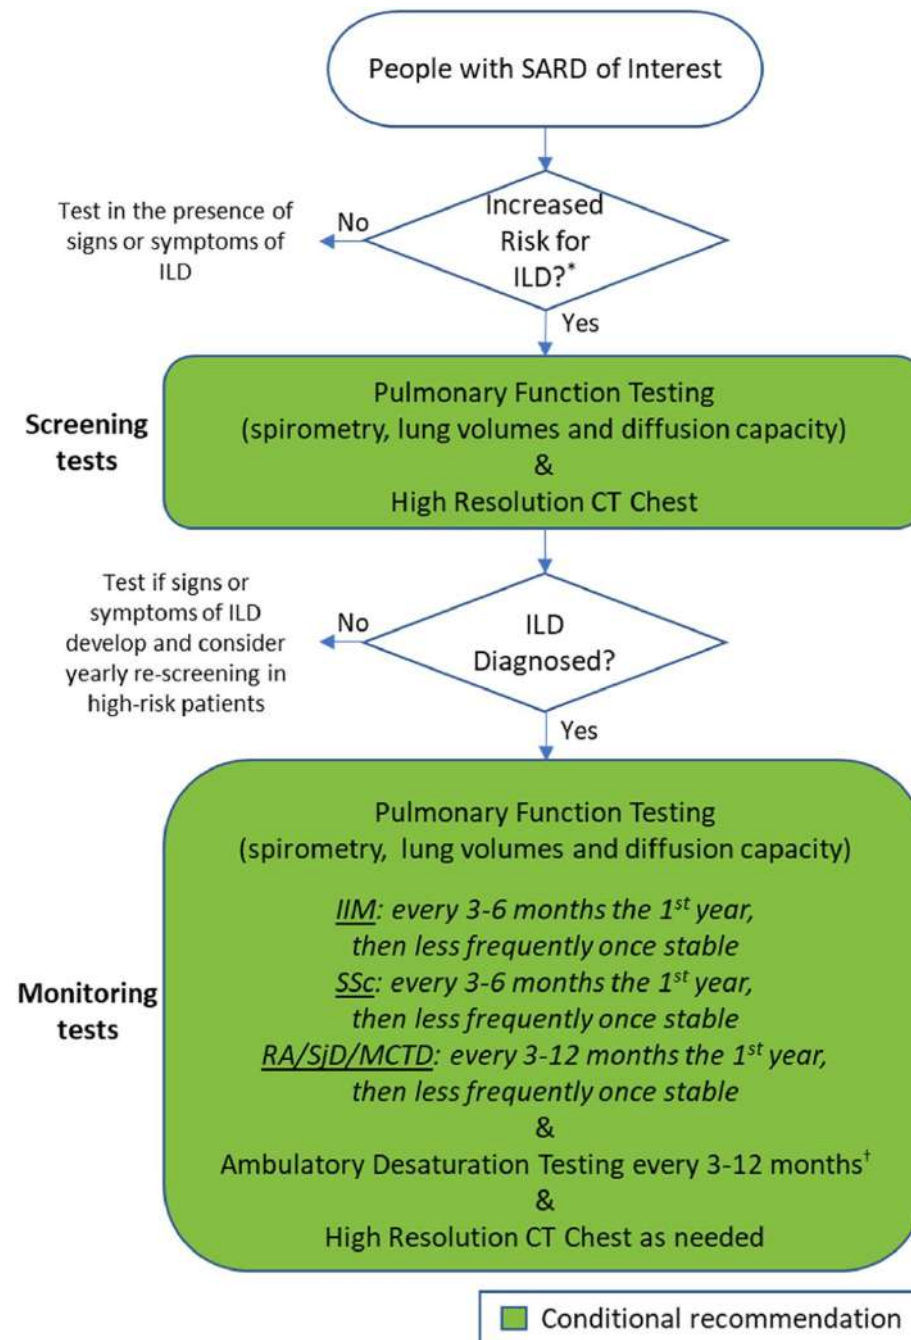 People with SARD of Interest
Increased
Risk for
ILD?*
No
Test in the presence of
signs or symptoms of
ILD
Yes
Screening
tests
Pulmonary Function Testing
(spirometry, lung volumes and diffusion capacity)
&
High Resolution CT Chest
ILD
Diagnosed?
No
Test if signs or
symptoms of ILD
develop and consider
yearly re-screening in
high-risk patients
Yes
Monitoring
tests
Pulmonary Function Testing
(spirometry, lung volumes and diffusion capacity)
IIM: every 3-6 months the 1st year,
then less frequently once stable
SSc: every 3-6 months the 1st year,
then less frequently once stable
RA/SjD/MCTD: every 3-12 months the 1st year,
then less frequently once stable
&
Ambulatory Desaturation Testing every 3-12 months†
&
High Resolution CT Chest as needed
Conditional recommendation